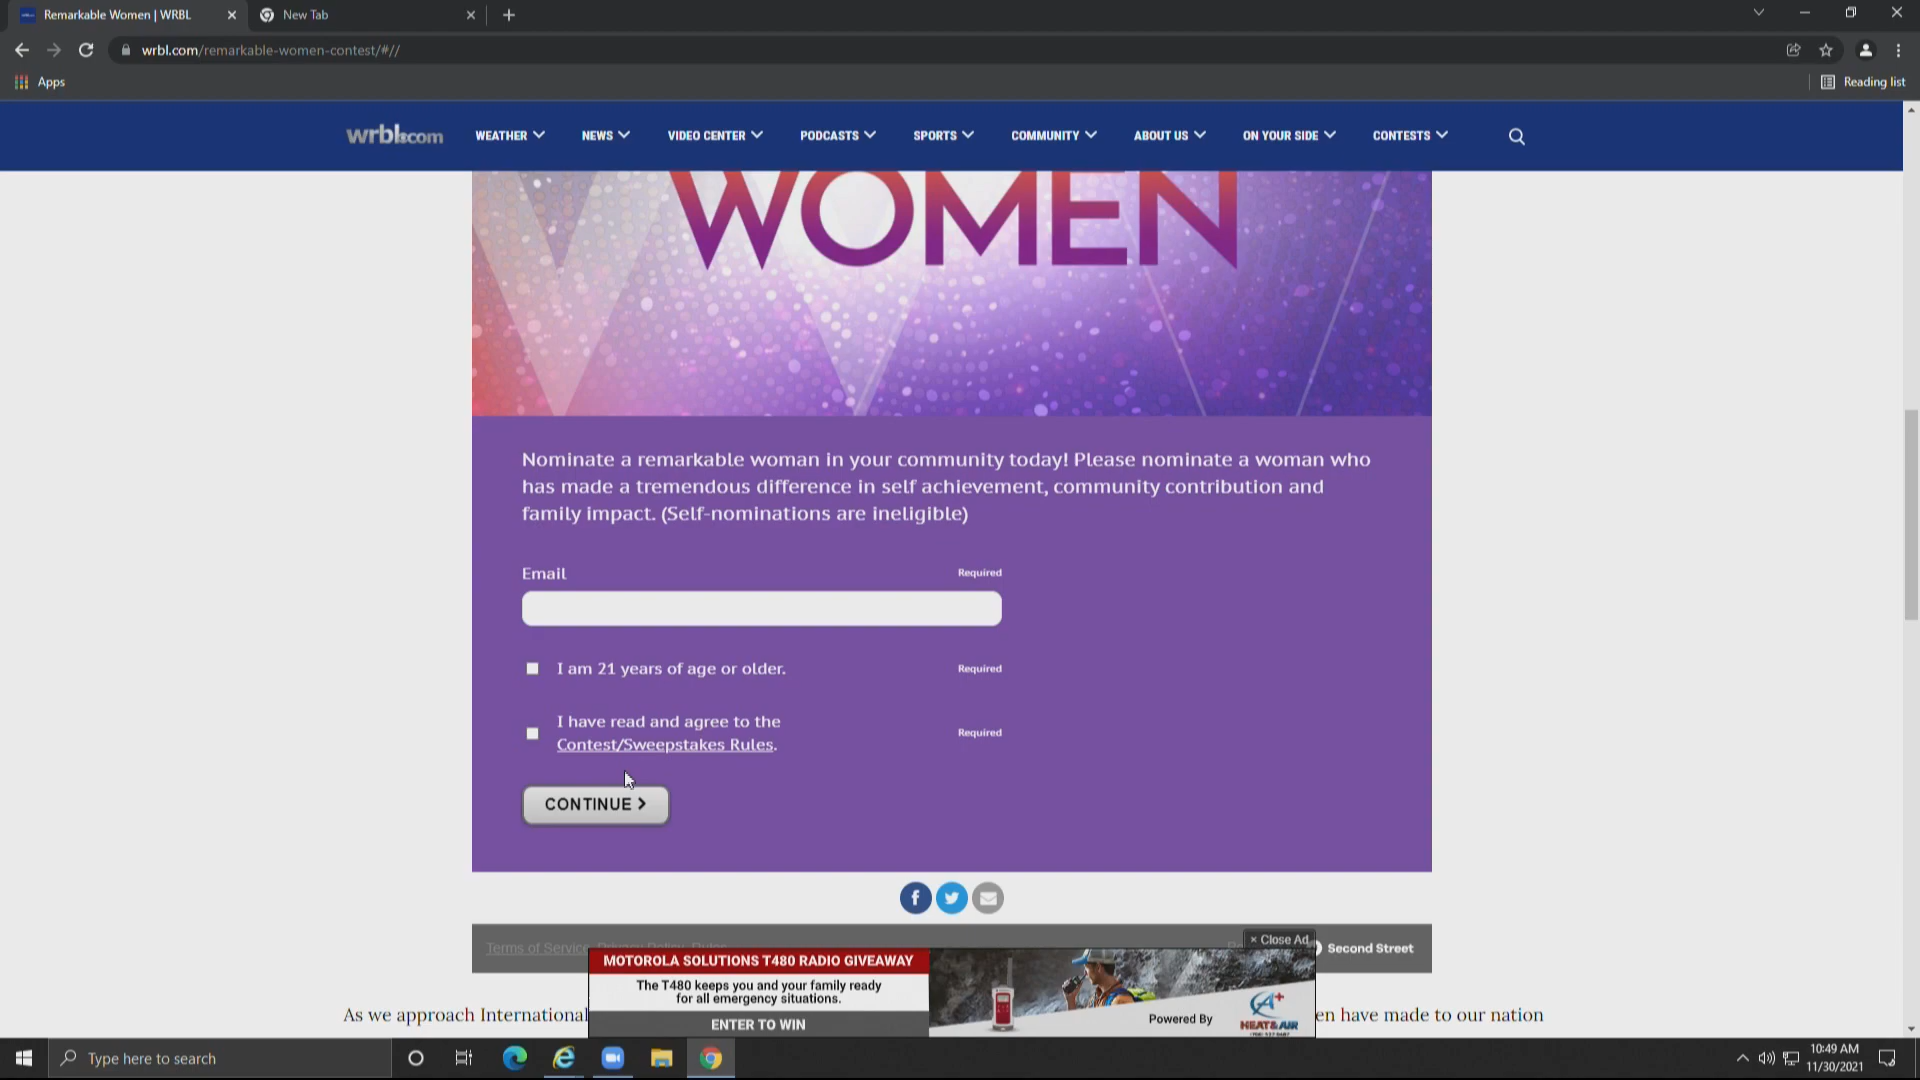 Remarkable Women | WRBL
New Tab
wrbl.com/remarkable-women-contest/#//
Apps
Reading list
wrbl.com
WEATHER
NEWS
VIDEO CENTER
PODCASTS
SPORTS
COMMUNITY
ABOUT US
ON YOUR SIDE
CONTESTS
WOMEN
Nominate a remarkable woman in your community today! Please nominate a woman who
has made a tremendous difference in self achievement, community contribution and
family impact. (Self-nominations are ineligible)
Email
Required
I am 21 years of age or older.
Required
I have read and agree to the
Contest/Sweepstakes Rules.
Required
CONTINUE >
Terms of Service Privacy Policy Rules
Second Street
× Close Ad
MOTOROLA SOLUTIONS T480 RADIO GIVEAWAY
The T480 keeps you and your family ready
for all emergency situations.
ENTER TO WIN
Powered By
A+
HEAT & AIR
As we approach International
en have made to our nation
Type here to search
10:49 AM
11/30/2021